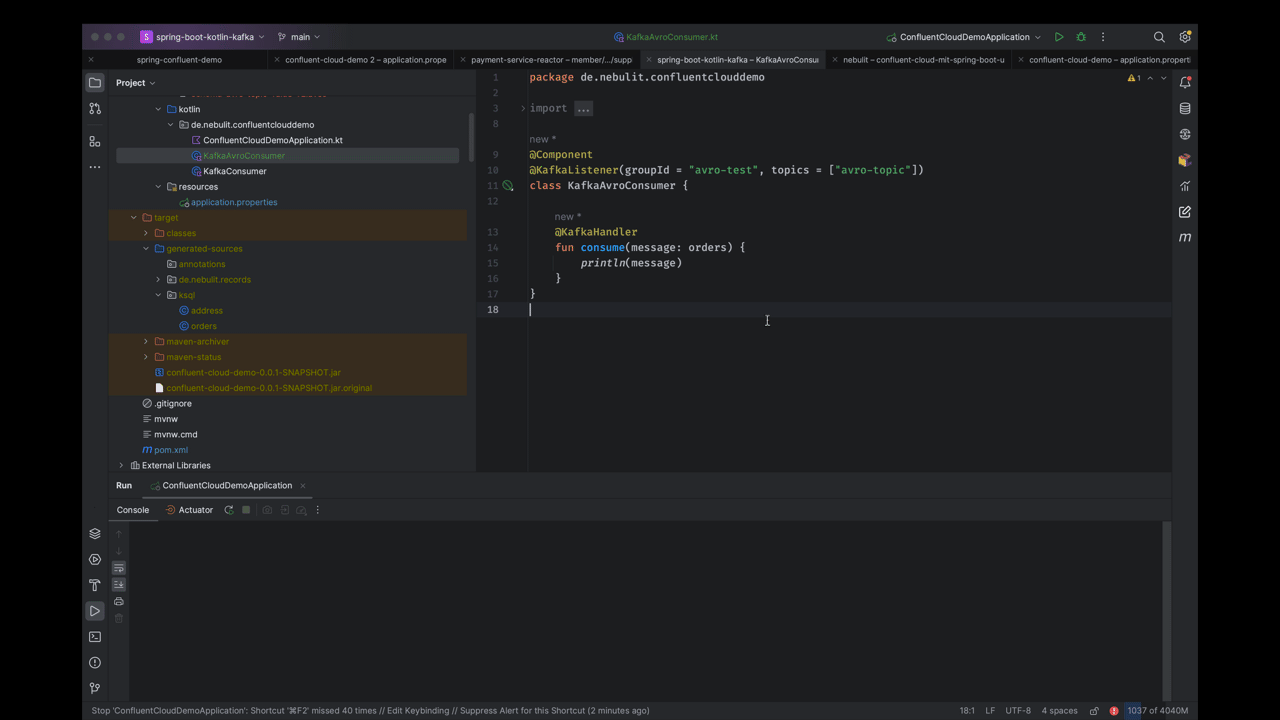 S spring-boot-kotlin-kafka main KafkaAvroConsumer.kt ConfluentCloudDemoApplication
spring-confluent-demo confluent-cloud-demo 2 – application.prope payment-service-reactor – member/.../supp spring-boot-kotlin-kafka – KafkaAvroConsui nebulit – confluent-cloud-mit-spring-boot-u confluent-cloud-demo – application.properti
Project
kotlin
de.nebulit.confluentclouddemo
ConfluentCloudDemoApplication.kt
KafkaAvroConsumer
KafkaConsumer
resources
application.properties
target
classes
generated-sources
annotations
de.nebulit.records
ksql
address
orders
maven-archiver
maven-status
confluent-cloud-demo-0.0.1-SNAPSHOT.jar
confluent-cloud-demo-0.0.1-SNAPSHOT.jar.original
.gitignore
mvnw
mvnw.cmd
pom.xml
External Libraries
1 package de.nebulit.confluentclouddemo
2
3 import ...
8
new *
9 @Component
10 @KafkaListener(groupId = "avro-test", topics = ["avro-topic"])
11 class KafkaAvroConsumer {
12
new *
13 @KafkaHandler
14 fun consume(message: orders) {
15 println(message)
16 }
17 }
18
1
m
Run ConfluentCloudDemoApplication
Console Actuator
Stop 'ConfluentCloudDemoApplication': Shortcut '⌘F2' missed 40 times // Edit Keybinding // Suppress Alert for this Shortcut (2 minutes ago) 18:1 LF UTF-8 4 spaces 1037 of 4040M